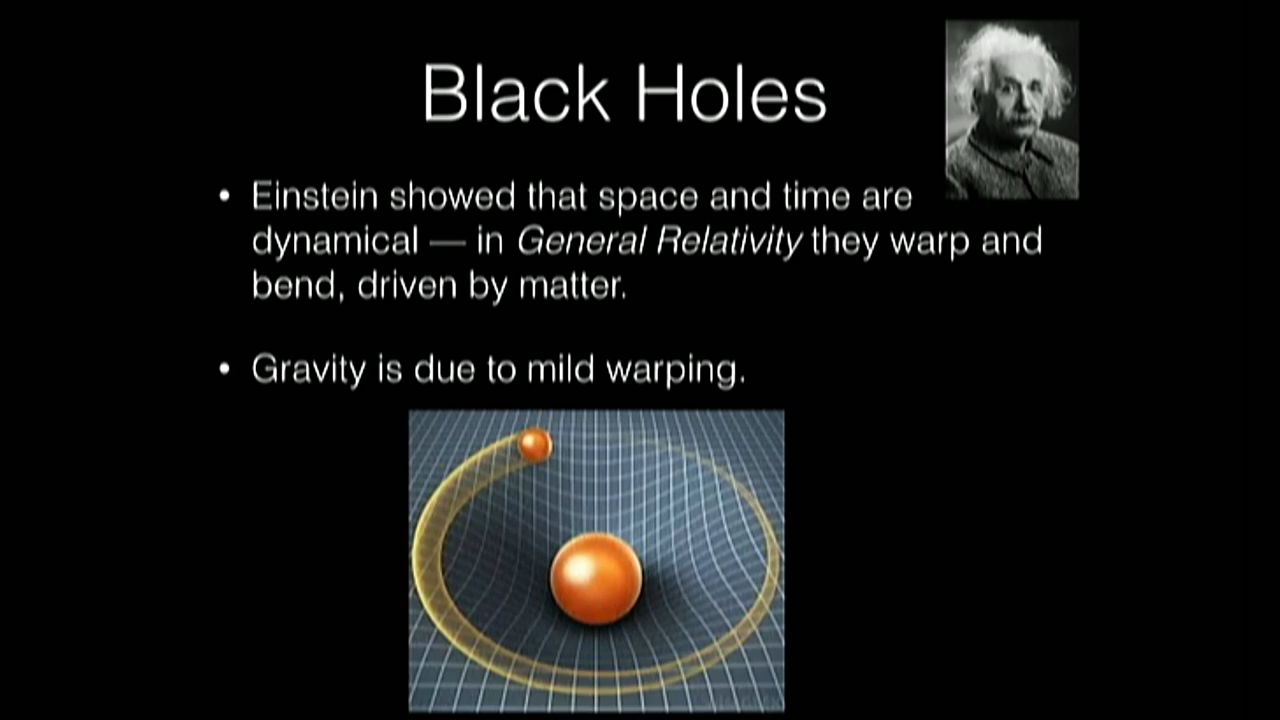 Black Holes
• Einstein showed that space and time are
dynamical — in General Relativity they warp and
bend, driven by matter.
• Gravity is due to mild warping.